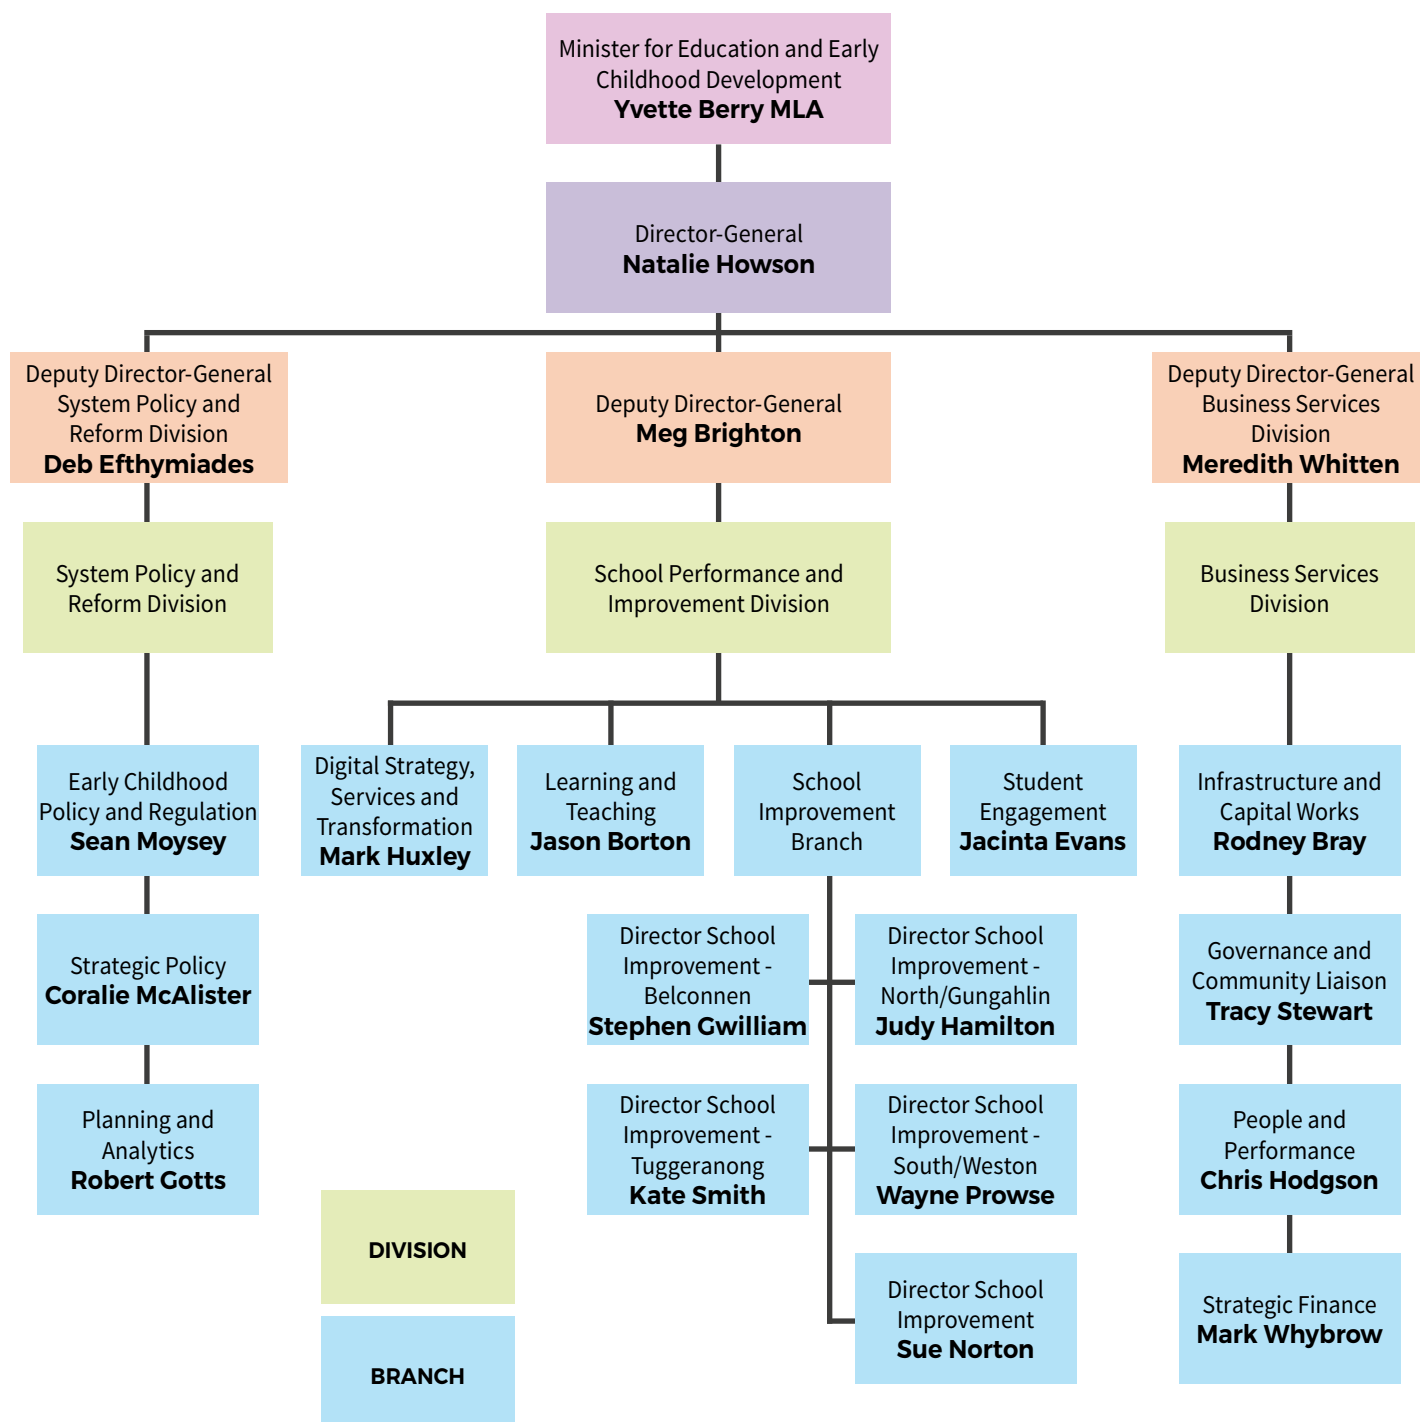 Minister for Education and Early
Childhood Development
Yvette Berry MLA
Director-General
Natalie Howson
Deputy Director-General
System Policy and
Reform Division
Deb Efthymiades
Deputy Director-General
Meg Brighton
Deputy Director-General
Business Services
Division
Meredith Whitten
System Policy and
Reform Division
School Performance and
Improvement Division
Business Services
Division
Early Childhood
Policy and Regulation
Sean Moysey
Digital Strategy,
Services and
Transformation
Mark Huxley
Learning and
Teaching
Jason Borton
School
Improvement
Branch
Student
Engagement
Jacinta Evans
Infrastructure and
Capital Works
Rodney Bray
Strategic Policy
Coralie McAlister
Director School
Improvement -
Belconnen
Stephen Gwilliam
Director School
Improvement -
North/Gungahlin
Judy Hamilton
Governance and
Community Liaison
Tracy Stewart
Planning and
Analytics
Robert Gotts
Director School
Improvement -
Tuggeranong
Kate Smith
Director School
Improvement -
South/Weston
Wayne Prowse
People and
Performance
Chris Hodgson
DIVISION
Director School
Improvement
Sue Norton
Strategic Finance
Mark Whybrow
BRANCH